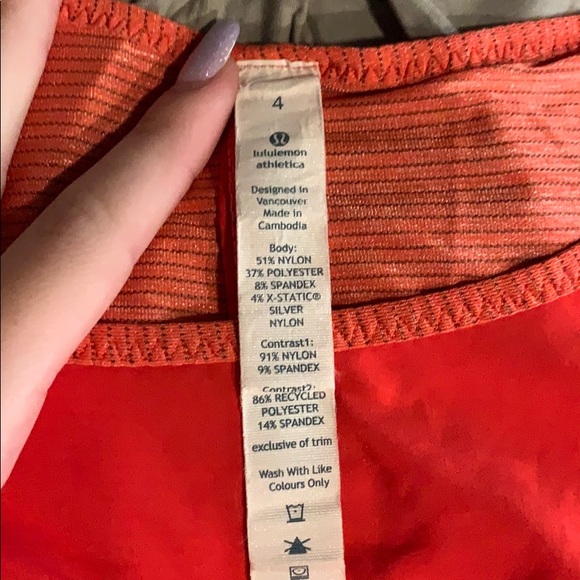 4
lululemon
athletica
Designed in
Vancouver
Made in
Cambodia
Body:
51% NYLON
37% POLYESTER
8% SPANDEX
4% X-STATIC®
SILVER
NYLON
Contrast1:
91% NYLON
9% SPANDEX
Contrast2:
86% RECYCLED
POLYESTER
14% SPANDEX
exclusive of trim
Wash With Like
Colours Only